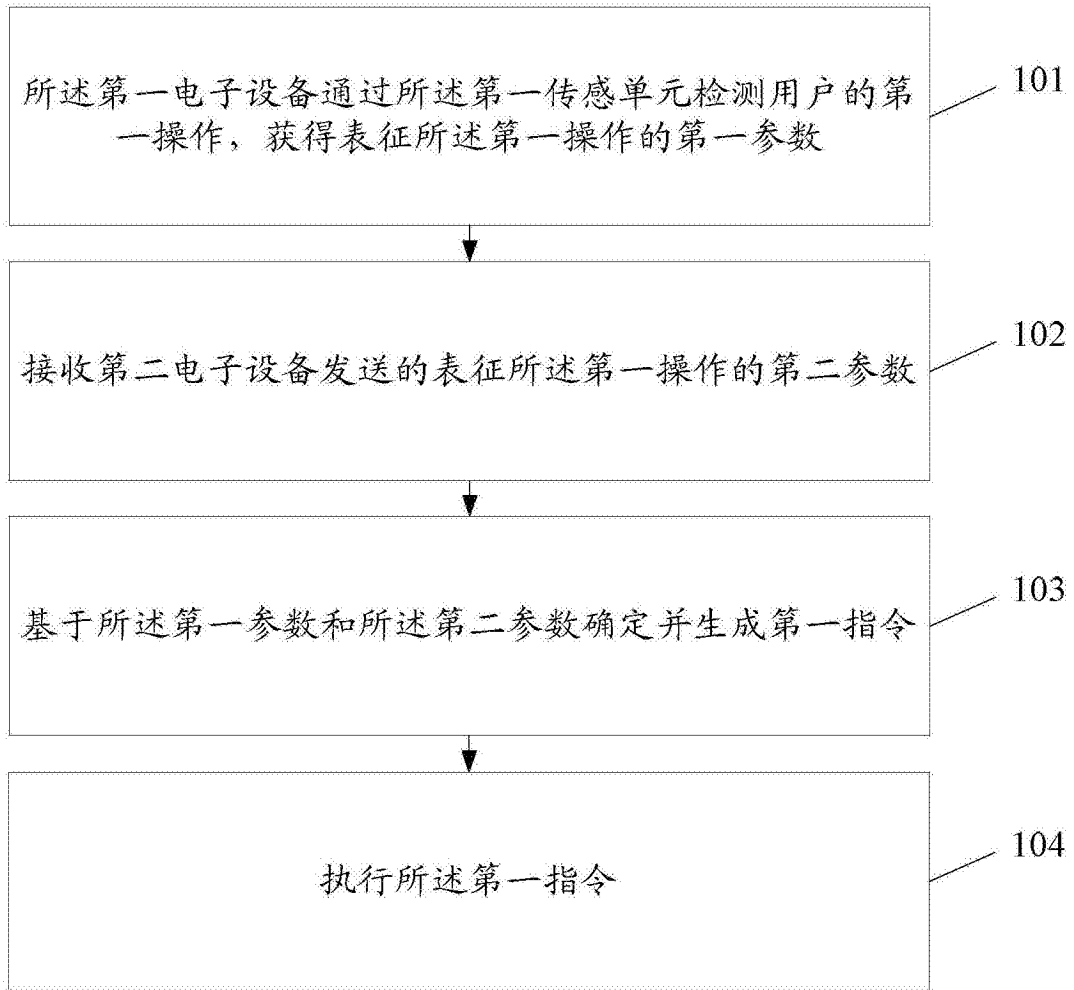 所述第一电子设备通过所述第一传感单元检测用户的第
一操作，获得表征所述第一操作的第一参数
101
接收第二电子设备发送的表征所述第一操作的第二参数
102
基于所述第一参数和所述第二参数确定并生成第一指令
103
执行所述第一指令
104